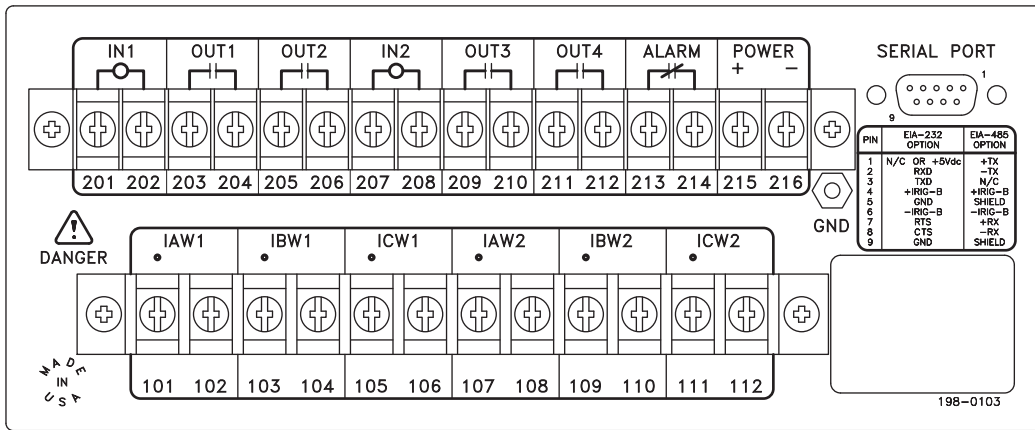 IN1 OUT1 OUT2 IN2 OUT3 OUT4 ALARM POWER
+ −
201 202 203 204 205 206 207 208 209 210 211 212 213 214 215 216
GND
SERIAL PORT
1
9
PIN EIA-232 OPTION EIA-485 OPTION
1 N/C OR +5Vdc +TX
2 RXD −TX
3 TXD N/C
4 +IRIG-B +IRIG-B
5 GND SHIELD
6 −IRIG-B −IRIG-B
7 RTS +RX
8 CTS −RX
9 GND SHIELD
DANGER
IAW1 IBW1 ICW1 IAW2 IBW2 ICW2
101 102 103 104 105 106 107 108 109 110 111 112
MADE
IN
USA
198-0103